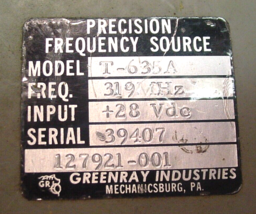 PRECISION
FREQUENCY SOURCE
MODEL T-635A
FREQ. 319 MHz
INPUT +28 Vdc
SERIAL 39407
127921-001
GR
GREENRAY INDUSTRIES
MECHANICSBURG, PA.